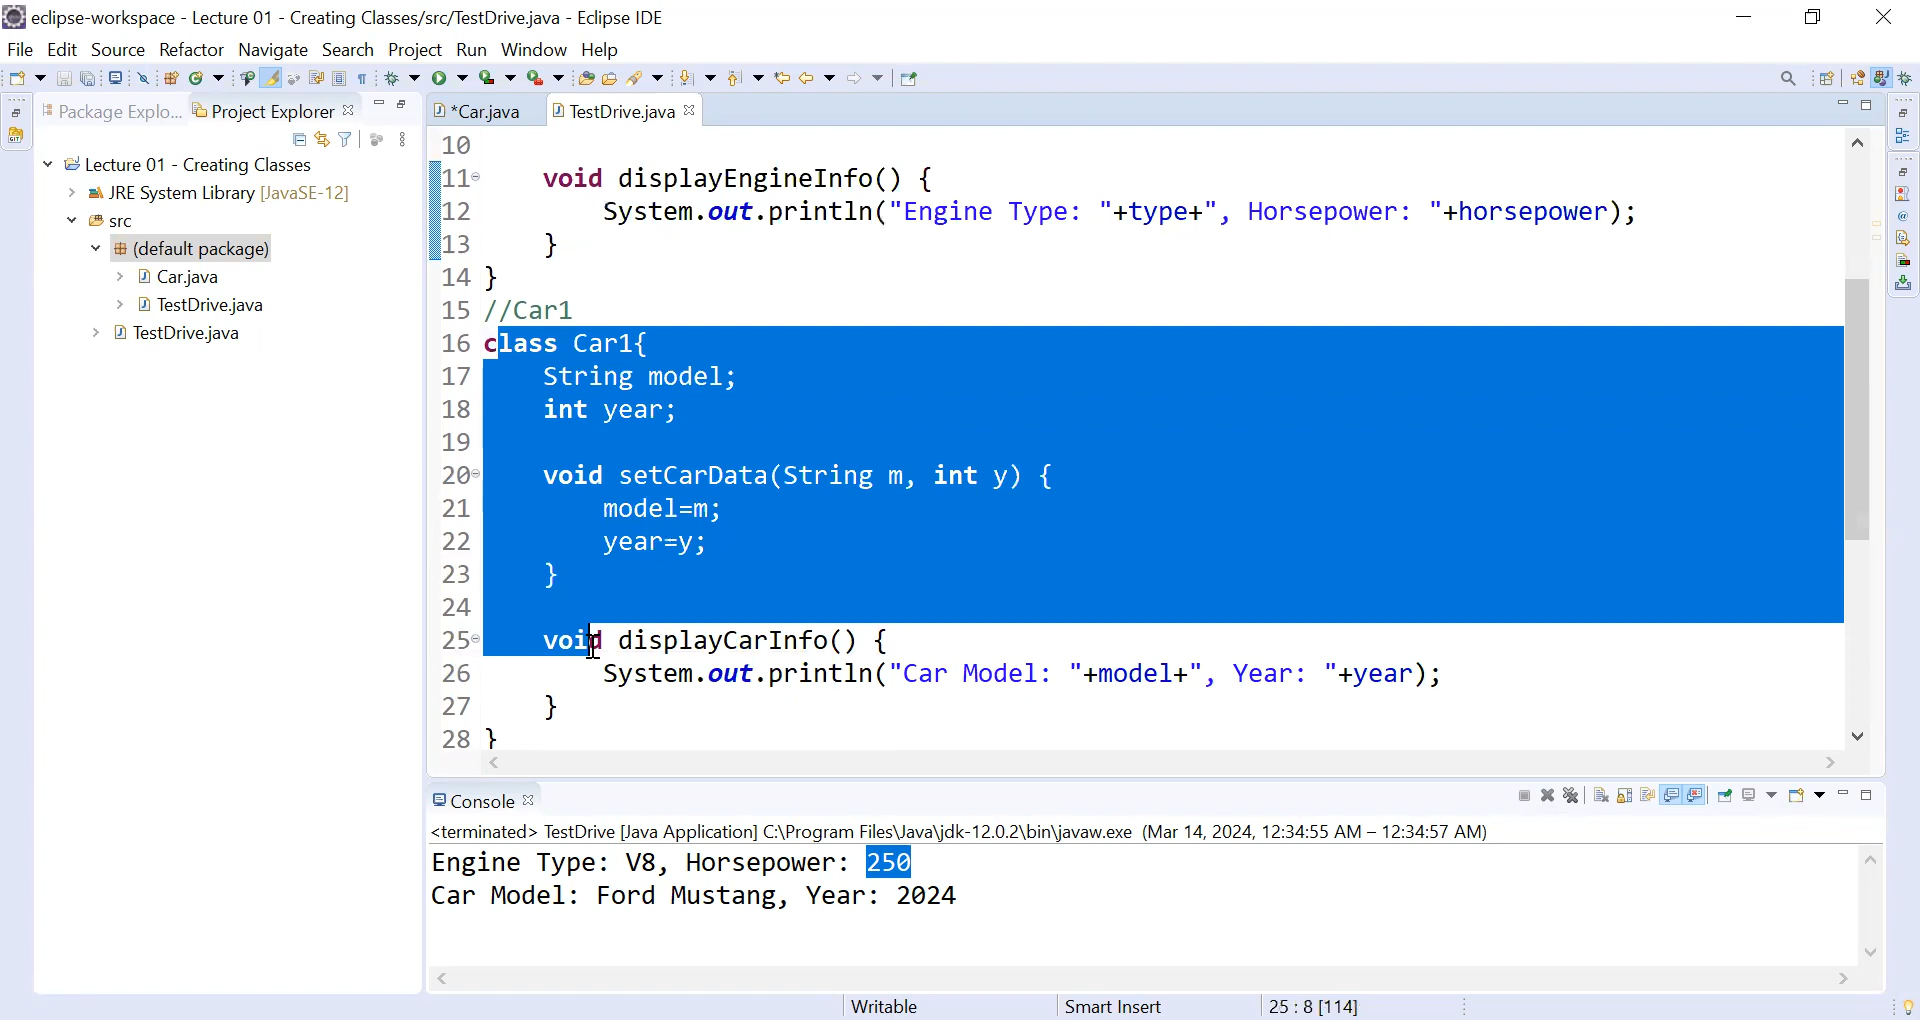 eclipse-workspace - Lecture 01 - Creating Classes/src/TestDrive.java - Eclipse IDE
File Edit Source Refactor Navigate Search Project Run Window Help
Package Explo... Project Explorer
*Car.java TestDrive.java
Lecture 01 - Creating Classes
JRE System Library [JavaSE-12]
src
(default package)
Car.java
TestDrive.java
TestDrive.java
10
11 void displayEngineInfo() {
12 System.out.println("Engine Type: "+type+", Horsepower: "+horsepower);
13 }
14 }
15 //Car1
16 class Car1{
17 String model;
18 int year;
19
20 void setCarData(String m, int y) {
21 model=m;
22 year=y;
23 }
24
25 void displayCarInfo() {
26 System.out.println("Car Model: "+model+", Year: "+year);
27 }
28 }
Console
<terminated> TestDrive [Java Application] C:\Program Files\Java\jdk-12.0.2\bin\javaw.exe (Mar 14, 2024, 12:34:55 AM – 12:34:57 AM)
Engine Type: V8, Horsepower: 250
Car Model: Ford Mustang, Year: 2024
Writable Smart Insert 25 : 8 [114]